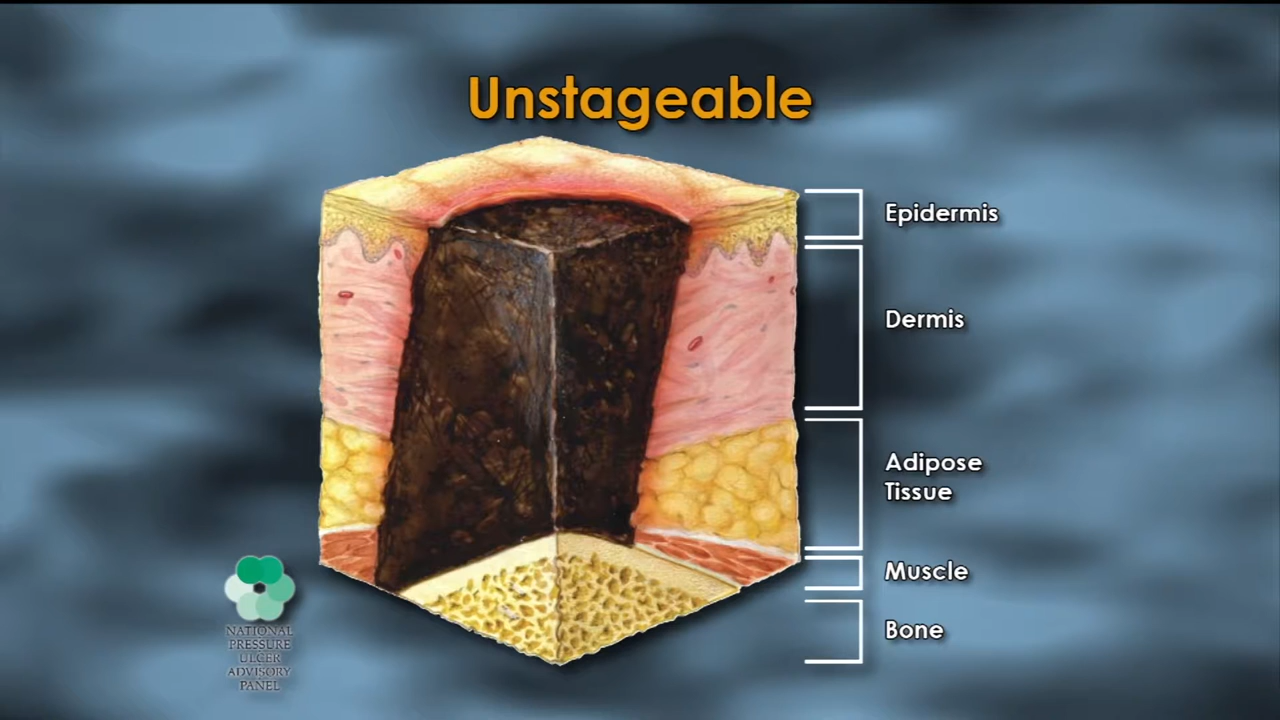 Unstageable
Epidermis
Dermis
Adipose
Tissue
Muscle
Bone
NATIONAL
PRESSURE
ULCER
ADVISORY
PANEL